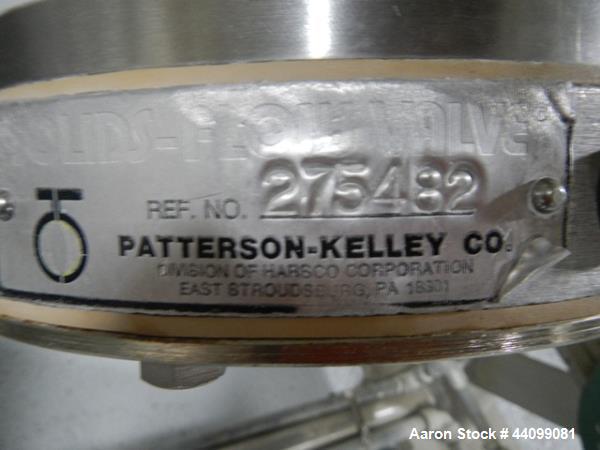 SOLIDS-FLOW VALVE®
REF. NO. 275482
PATTERSON-KELLEY CO.
DIVISION OF HARSCO CORPORATION
EAST STROUDSBURG, PA 18301
Aaron Stock # 44099081